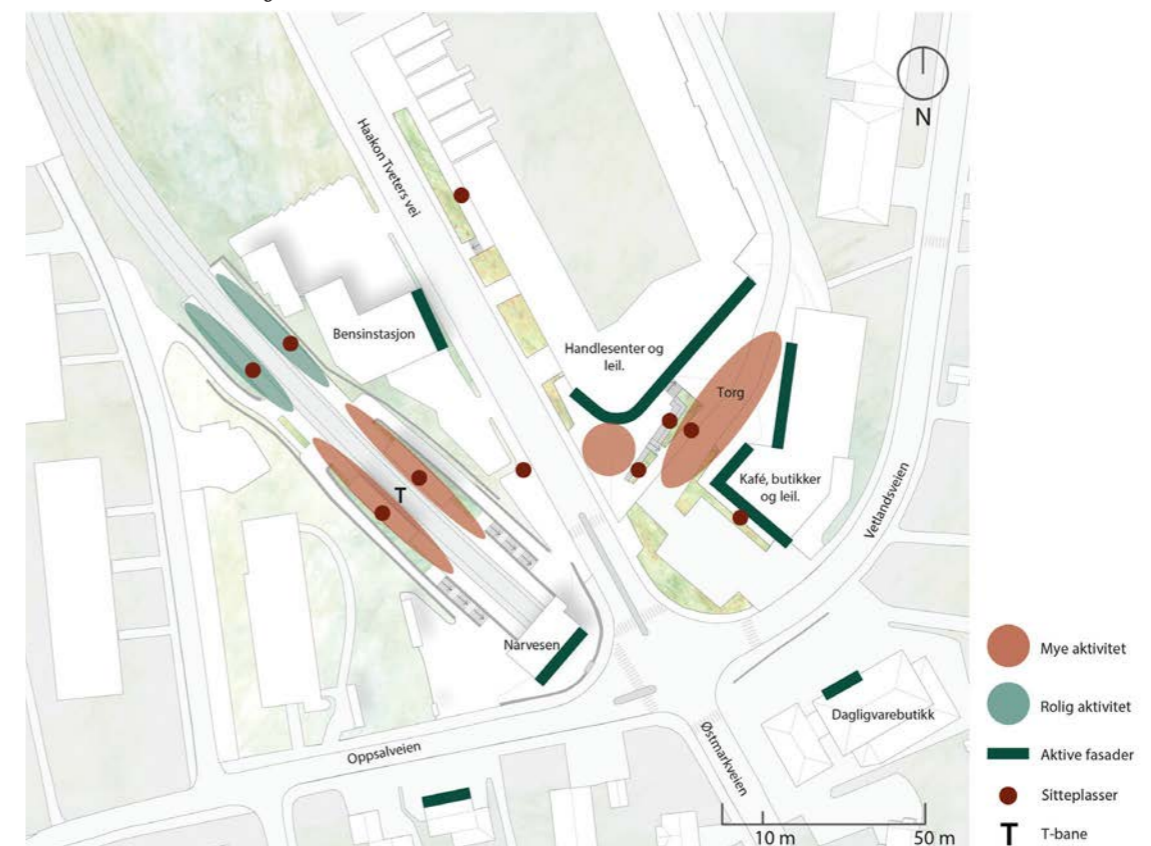 N
Haakon Tveters vei
Bensinstasjon
Handlesenter og
leil.
Torg
Kafé, butikker
og leil.
Vetlandsveien
T
Narvesen
Mye aktivitet
Rolig aktivitet
Dagligvarebutikk
Østmarkveien
Oppsalveien
Aktive fasader
Sitteplasser
10 m
50 m
T
T-bane